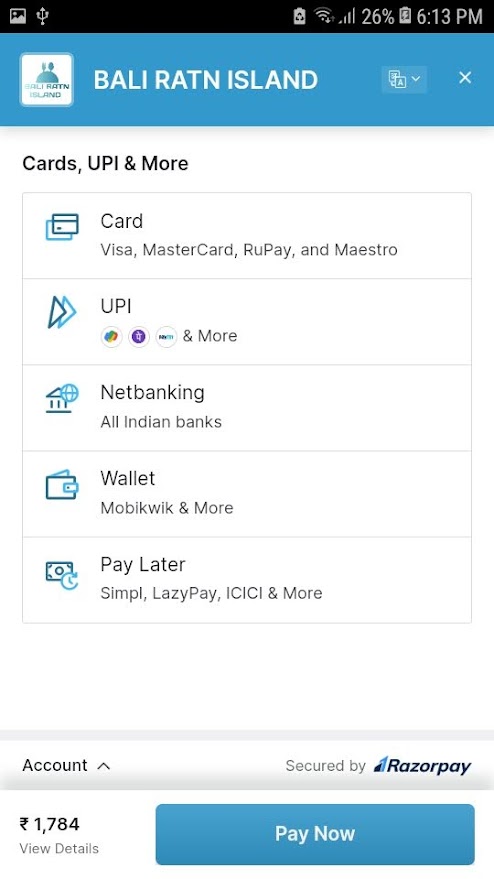 26% 6:13 PM
BALI RATN ISLAND
BALI RATN
ISLAND
Cards, UPI & More
Card
Visa, MasterCard, RuPay, and Maestro
UPI
& More
Netbanking
All Indian banks
Wallet
Mobikwik & More
Pay Later
Simpl, LazyPay, ICICI & More
Account
Secured by Razorpay
₹ 1,784
View Details
Pay Now